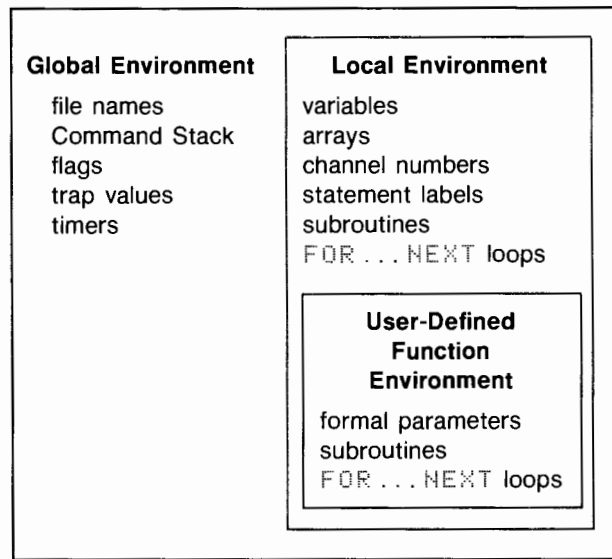 Global Environment
file names
Command Stack
flags
trap values
timers
Local Environment
variables
arrays
channel numbers
statement labels
subroutines
FOR...NEXT loops
User-Defined
Function
Environment
formal parameters
subroutines
FOR...NEXT loops